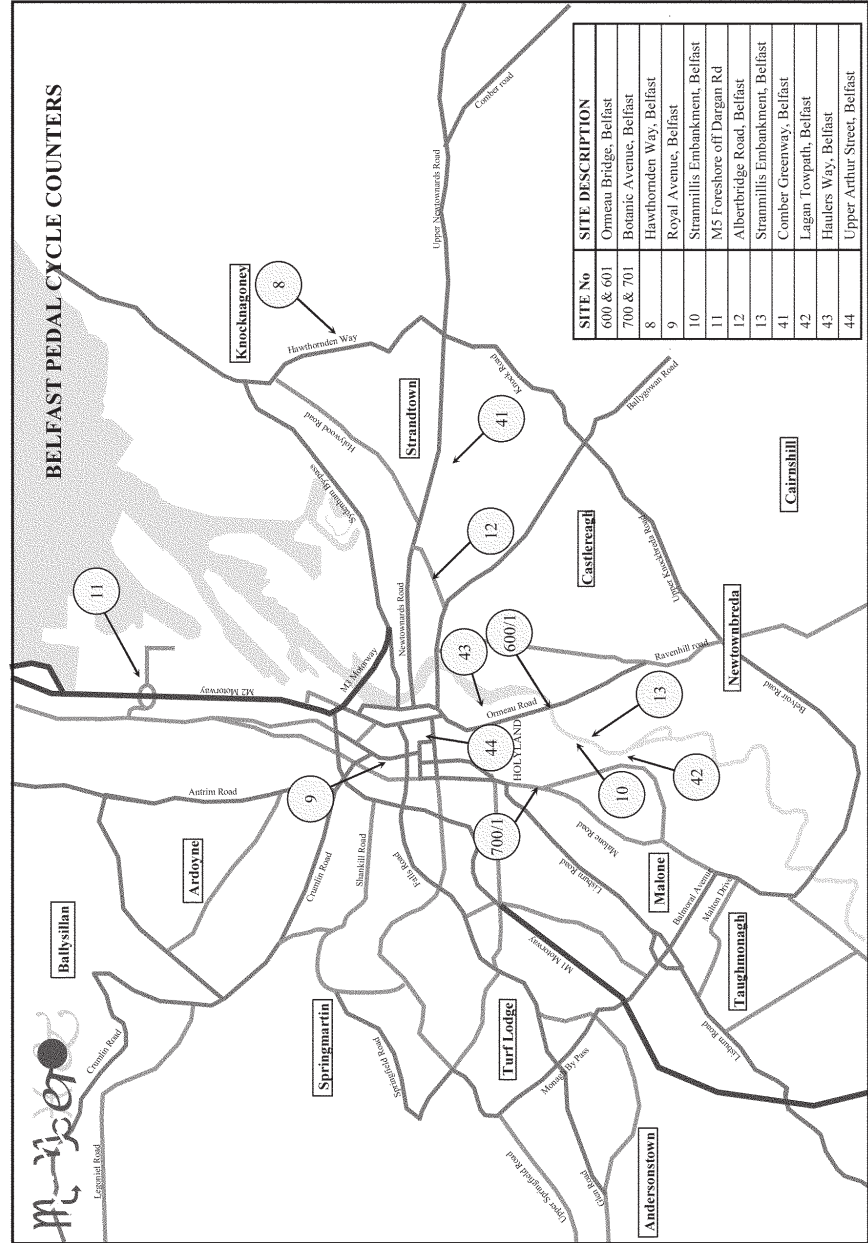 BELFAST PEDAL CYCLE COUNTERS
Legoniel Road
Crumlin Road
Ballysillan
Ardoyne
Antrim Road
M2 Motorway
11
Knocknagoney
8
Hawthornden Way
Holywood Road
Sydenham Bypass
M3 Motorway
Springmartin
Springfield Road
Crumlin Road
Shankill Road
9
Falls Road
Newtownards Road
Strandtown
Upper Newtownards Road
Comber road
12
41
Knock Road
43
44
600/1
Ormeau Road
HOLYLAND
700/1
Turf Lodge
Monagh By Pass
Upper Springfield Road
Glen Road
M1 Motorway
Lisburn Road
Malone Road
10
13
42
Castlereagh
Ballygowan Road
Upper Knockbreda Road
Ravenhill road
Newtownbreda
Belvoir Road
Cairnshill
Andersonstown
Malone
Balmoral Avenue
Malton Drive
Taughmonagh
Lisburn Road
SITE No SITE DESCRIPTION
600 & 601 Ormeau Bridge, Belfast
700 & 701 Botanic Avenue, Belfast
8 Hawthornden Way, Belfast
9 Royal Avenue, Belfast
10 Stranmillis Embankment, Belfast
11 M5 Foreshore off Dargan Rd
12 Albertbridge Road, Belfast
13 Stranmillis Embankment, Belfast
41 Comber Greenway, Belfast
42 Lagan Towpath, Belfast
43 Haulers Way, Belfast
44 Upper Arthur Street, Belfast